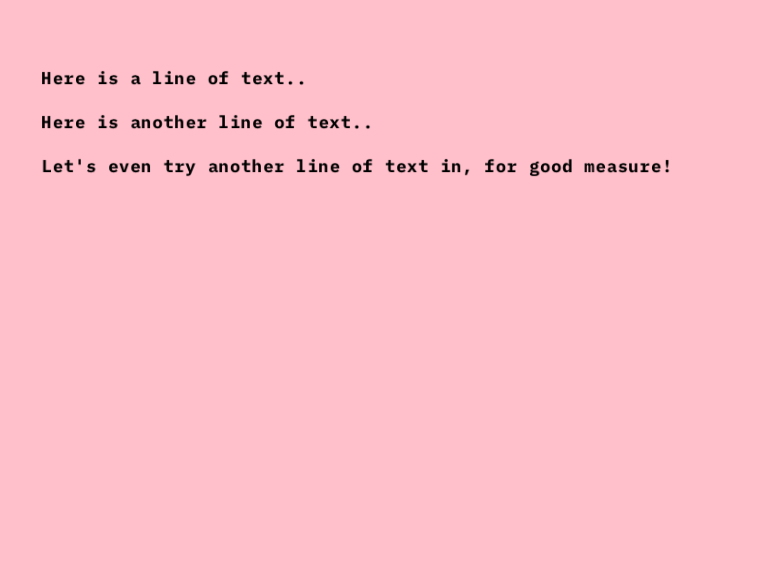 Here is a line of text..
Here is another line of text..
Let's even try another line of text in, for good measure!